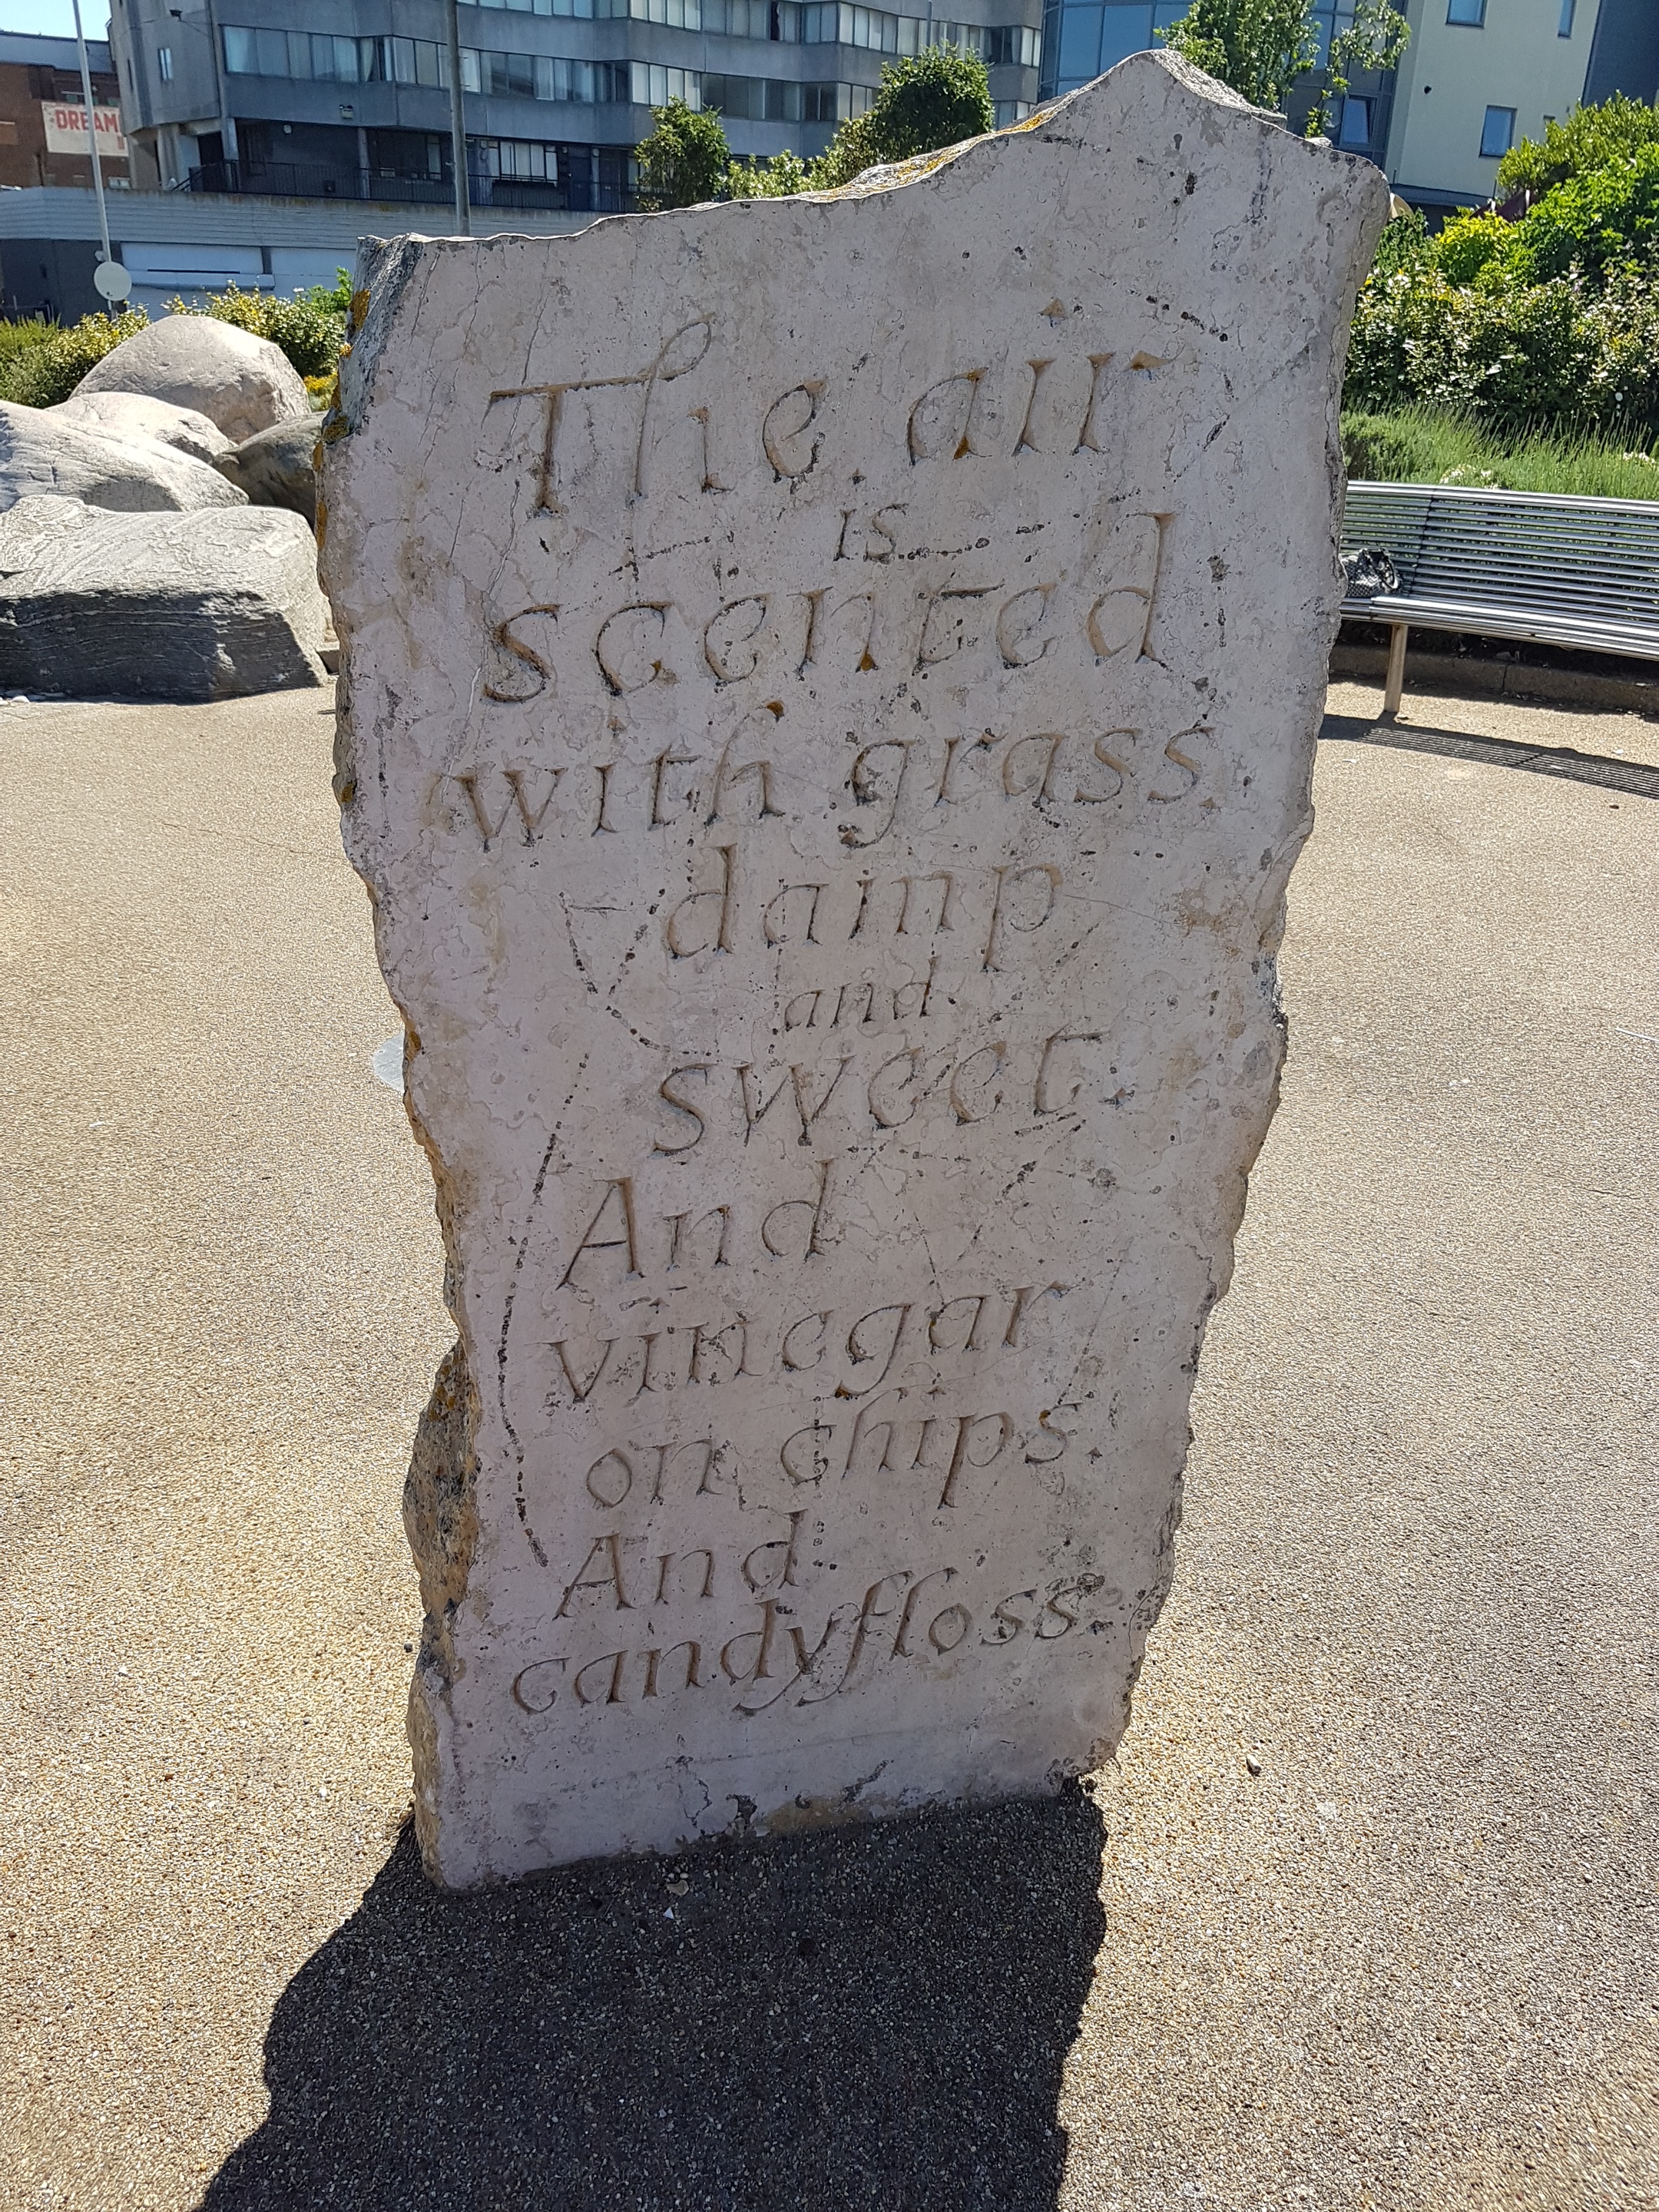 DREAM
The air
is
scented
with grass.
damp
and
sweet.
And
vinegar
on chips.
And
candyfloss.